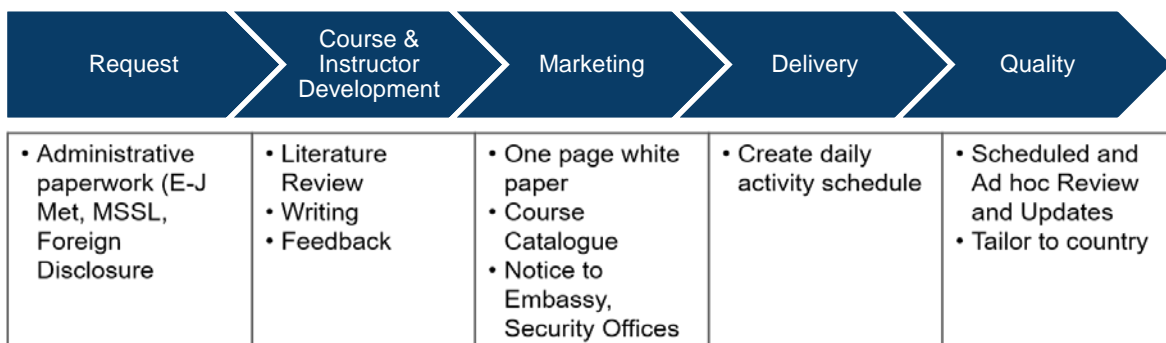 Request
Course &
Instructor
Development
Marketing
Delivery
Quality
• Administrative
paperwork (E-J
Met, MSSL,
Foreign
Disclosure
• Literature
Review
• Writing
• Feedback
• One page white
paper
• Course
Catalogue
• Notice to
Embassy,
Security Offices
• Create daily
activity schedule
• Scheduled and
Ad hoc Review
and Updates
• Tailor to country